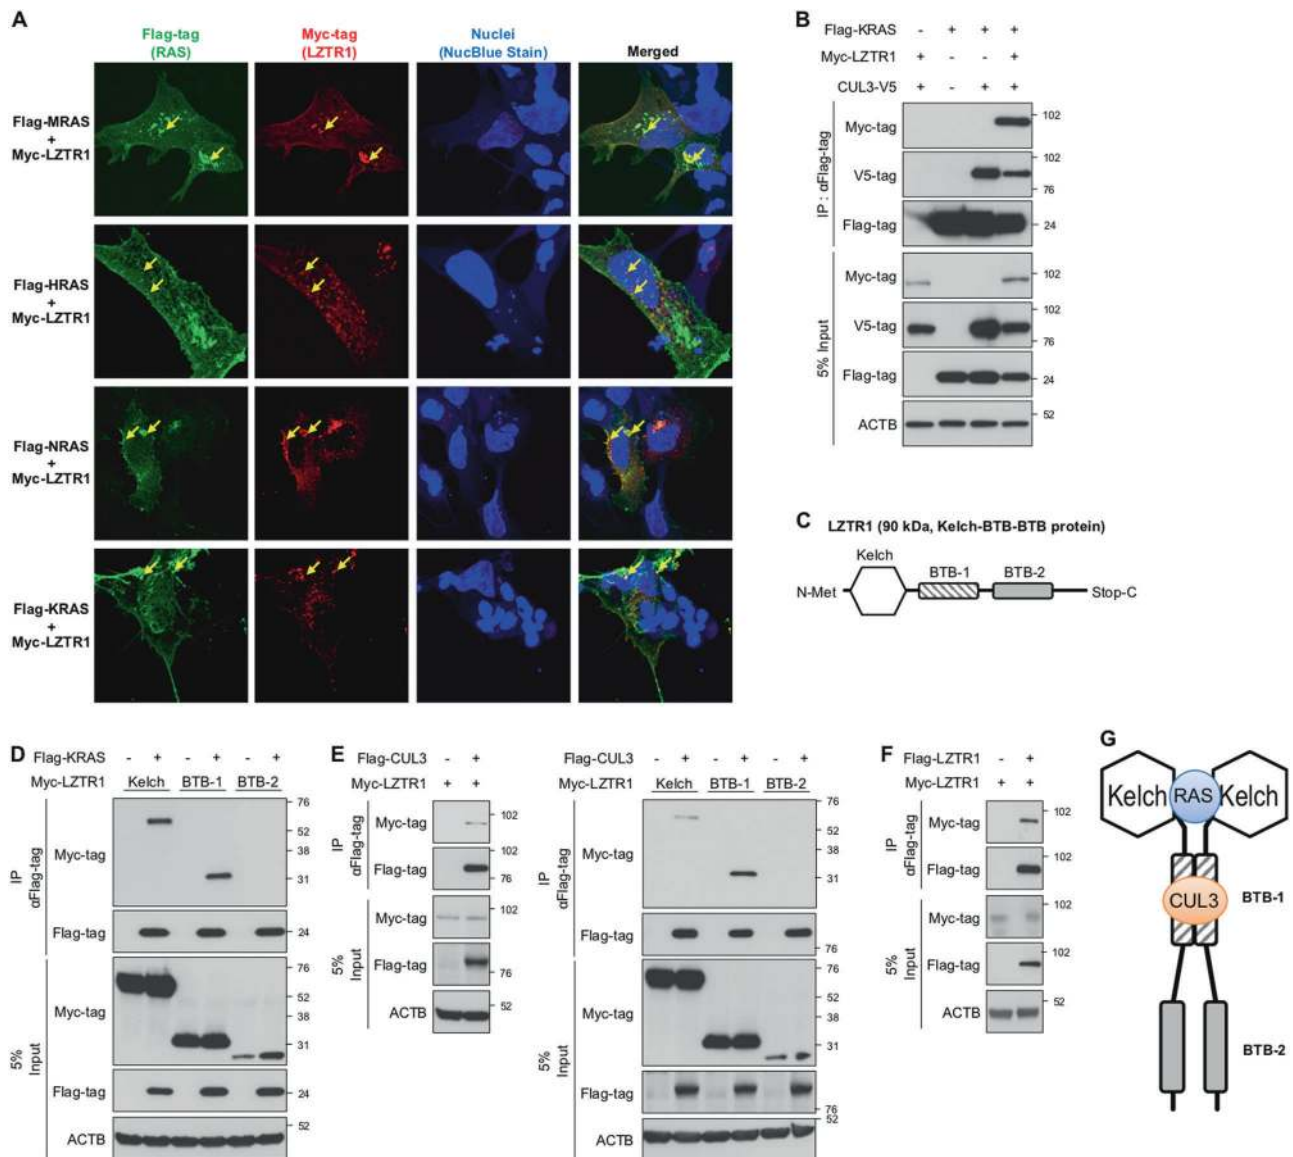 A
Flag-tag
(RAS)
Myc-tag
(LZTR1)
Nuclei
(NucBlue Stain)
Merged
Flag-MRAS
+
Myc-LZTR1
Flag-HRAS
+
Myc-LZTR1
Flag-NRAS
+
Myc-LZTR1
Flag-KRAS
+
Myc-LZTR1
B
Flag-KRAS - + + +
Myc-LZTR1 + - - +
CUL3-V5 + - + +
IP : αFlag-tag
Myc-tag 102
V5-tag 102 76
Flag-tag 24
5% Input
Myc-tag 102
V5-tag 102 76
Flag-tag 24
ACTB 52
C LZTR1 (90 kDa, Kelch-BTB-BTB protein)
Kelch
BTB-1 BTB-2
N-Met Stop-C
D
Flag-KRAS - + - + - +
Myc-LZTR1 Kelch BTB-1 BTB-2
IP
αFlag-tag
Myc-tag 76 52 38 31
Flag-tag 24
5%
Input
Myc-tag 76 52 38 31
Flag-tag 24
ACTB 52
E
Flag-CUL3 - +
Myc-LZTR1 + +
IP
αFlag-tag
Myc-tag 102
Flag-tag 102 76
5%
Input
Myc-tag 102
Flag-tag 76
ACTB 52
Flag-CUL3 - + - + - +
Myc-LZTR1 Kelch BTB-1 BTB-2
IP
αFlag-tag
Myc-tag 76 52 38 31
Flag-tag 76
5%
Input
Myc-tag 76 52 38 31
Flag-tag 76
ACTB 52
F
Flag-LZTR1 - +
Myc-LZTR1 + +
IP
αFlag-tag
Myc-tag 102
Flag-tag 102
5%
Input
Myc-tag 102
Flag-tag 102
ACTB 52
G
Kelch RAS Kelch
CUL3 BTB-1
BTB-2